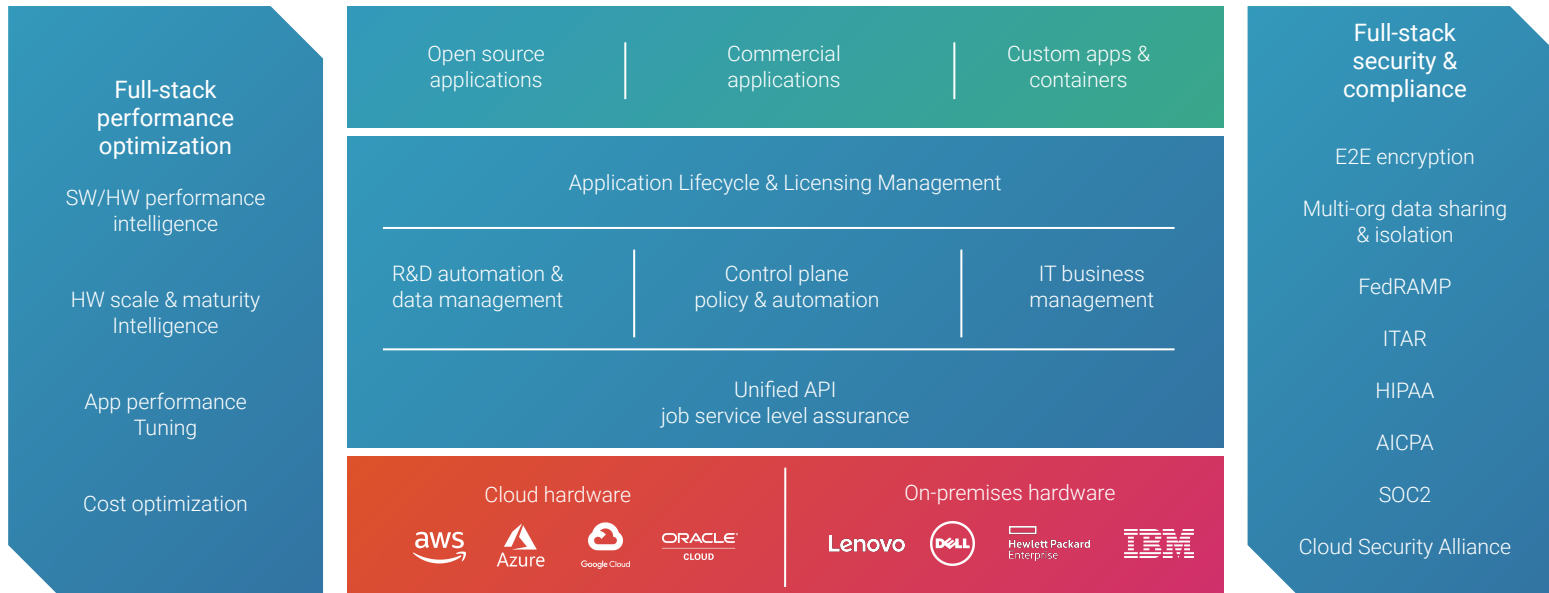 Full-stack
performance
optimization
SW/HW performance
intelligence
HW scale & maturity
Intelligence
App performance
Tuning
Cost optimization
Open source
applications
Commercial
applications
Custom apps &
containers
Application Lifecycle & Licensing Management
R&D automation &
data management
Control plane
policy & automation
IT business
management
Unified API
job service level assurance
Cloud hardware
aws
Azure
Google Cloud
ORACLE
CLOUD
On-premises hardware
Lenovo
DELL
Hewlett Packard
Enterprise
IBM
Full-stack
security &
compliance
E2E encryption
Multi-org data sharing
& isolation
FedRAMP
ITAR
HIPAA
AICPA
SOC2
Cloud Security Alliance